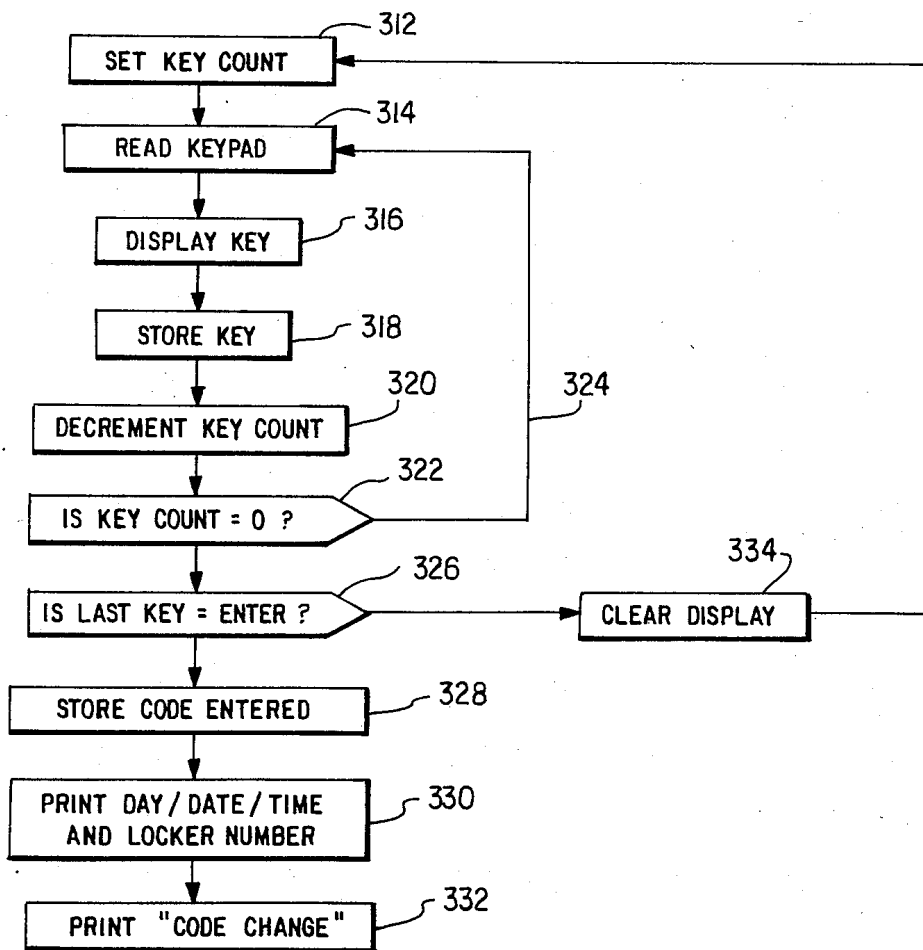 312
SET KEY COUNT
314
READ KEYPAD
316
DISPLAY KEY
318
STORE KEY
320
324
DECREMENT KEY COUNT
322
IS KEY COUNT = 0 ?
326
334
IS LAST KEY = ENTER ?
CLEAR DISPLAY
328
STORE CODE ENTERED
PRINT DAY / DATE / TIME
AND LOCKER NUMBER
330
332
PRINT "CODE CHANGE"